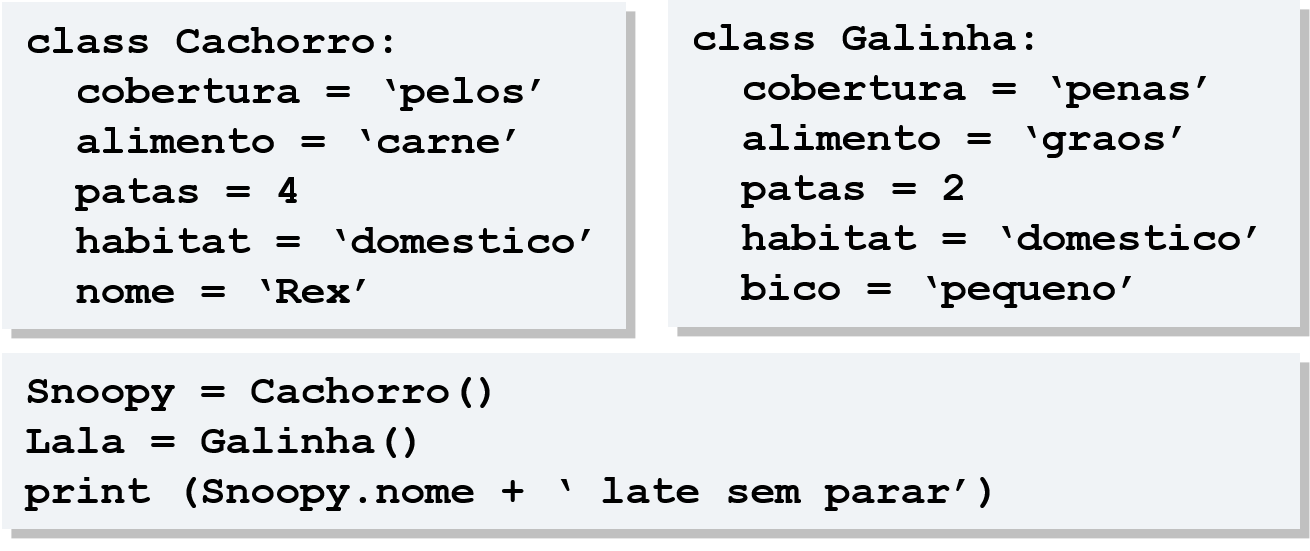 class Cachorro:
cobertura = ‘pelos’
alimento = ‘carne’
patas = 4
habitat = ‘domestico’
nome = ‘Rex’
class Galinha:
cobertura = ‘penas’
alimento = ‘graos’
patas = 2
habitat = ‘domestico’
bico = ‘pequeno’
Snoopy = Cachorro()
Lala = Galinha()
print (Snoopy.nome + ‘ late sem parar’)